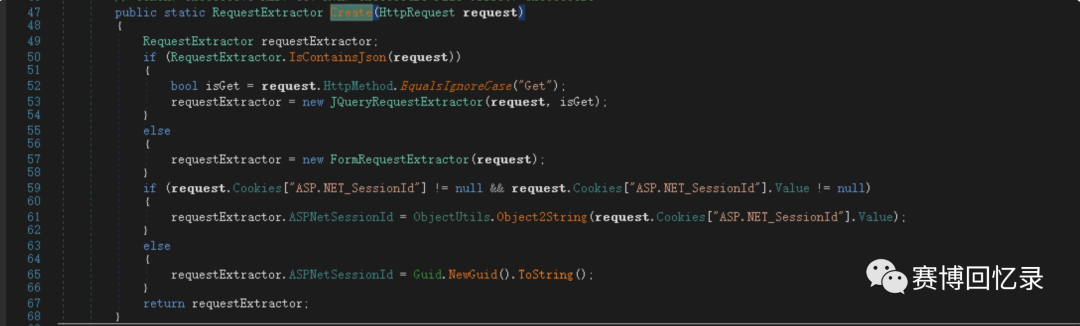 47 public static RequestExtractor Create(HttpRequest request)
48 {
49 RequestExtractor requestExtractor;
50 if (RequestExtractor.IsContainsJson(request))
51 {
52 bool isGet = request.HttpMethod.EqualsIgnoreCase("Get");
53 requestExtractor = new JQueryRequestExtractor(request, isGet);
54 }
55 else
56 {
57 requestExtractor = new FormRequestExtractor(request);
58 }
59 if (request.Cookies["ASP.NET_SessionId"] != null && request.Cookies["ASP.NET_SessionId"].Value != null)
60 {
61 requestExtractor.ASPNetSessionId = ObjectUtils.Object2String(request.Cookies["ASP.NET_SessionId"].Value);
62 }
63 else
64 {
65 requestExtractor.ASPNetSessionId = Guid.NewGuid().ToString();
66 }
67 return requestExtractor;
68 }
赛博回忆录